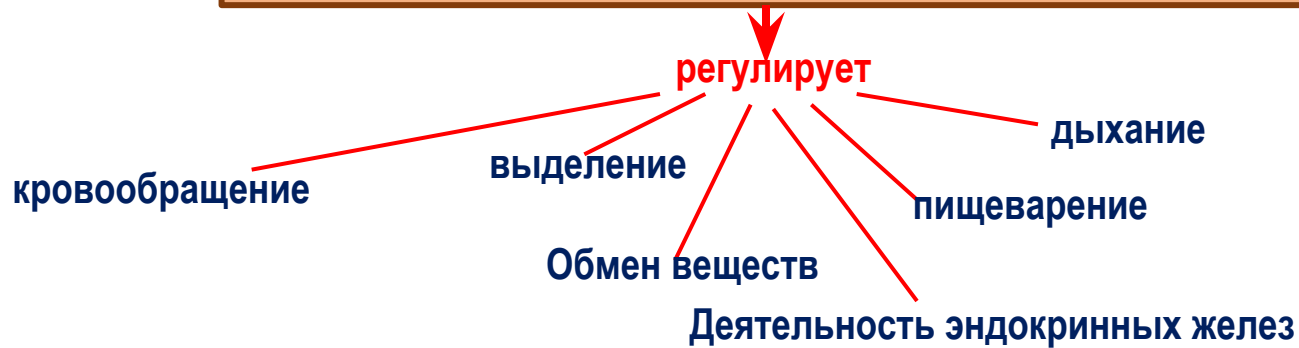 регулирует
дыхание
выделение
кровообращение
пищеварение
Обмен веществ
Деятельность эндокринных желез